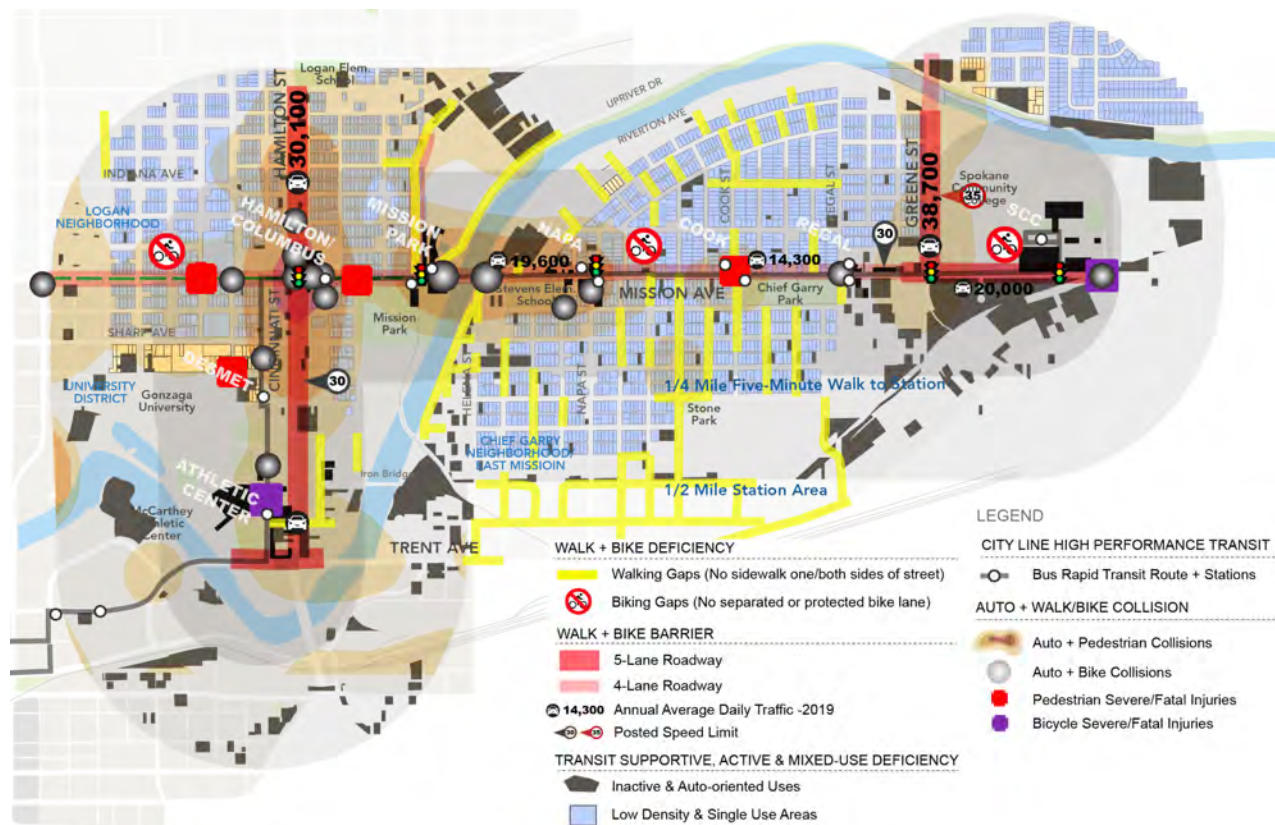 Logan Elem.
School
HAMILTON ST
30,100
UPRIVER DR
RIVERTON AVE
INDIANA AVE
LOGAN
NEIGHBORHOOD
HAMILTON/
COLUMBUS
MISSION
PARK
NAPA
COOK ST
COOK
REGAL ST
REGAL
GREENE ST
38,700
35
Spokane
Community
College
SCC
30
19,600
14,300
20,000
Stevens Elem.
School
MISSION AVE
Chief Garry
Park
Mission
Park
SHARP AVE
DESMET
CINCINNATI ST
30
UNIVERSITY
DISTRICT
Gonzaga
University
HELENA ST
NAPA ST
1/4 Mile Five-Minute Walk to Station
Stone
Park
CHIEF GARRY
NEIGHBORHOOD/
EAST MISSIOIN
Iron Bridge
1/2 Mile Station Area
ATHLETIC
CENTER
McCarthey
Athletic
Center
TRENT AVE
LEGEND
WALK + BIKE DEFICIENCY
Walking Gaps (No sidewalk one/both sides of street)
Biking Gaps (No separated or protected bike lane)
WALK + BIKE BARRIER
5-Lane Roadway
4-Lane Roadway
14,300 Annual Average Daily Traffic -2019
30 35 Posted Speed Limit
TRANSIT SUPPORTIVE, ACTIVE & MIXED-USE DEFICIENCY
Inactive & Auto-oriented Uses
Low Density & Single Use Areas
CITY LINE HIGH PERFORMANCE TRANSIT
Bus Rapid Transit Route + Stations
AUTO + WALK/BIKE COLLISION
Auto + Pedestrian Collisions
Auto + Bike Collisions
Pedestrian Severe/Fatal Injuries
Bicycle Severe/Fatal Injuries